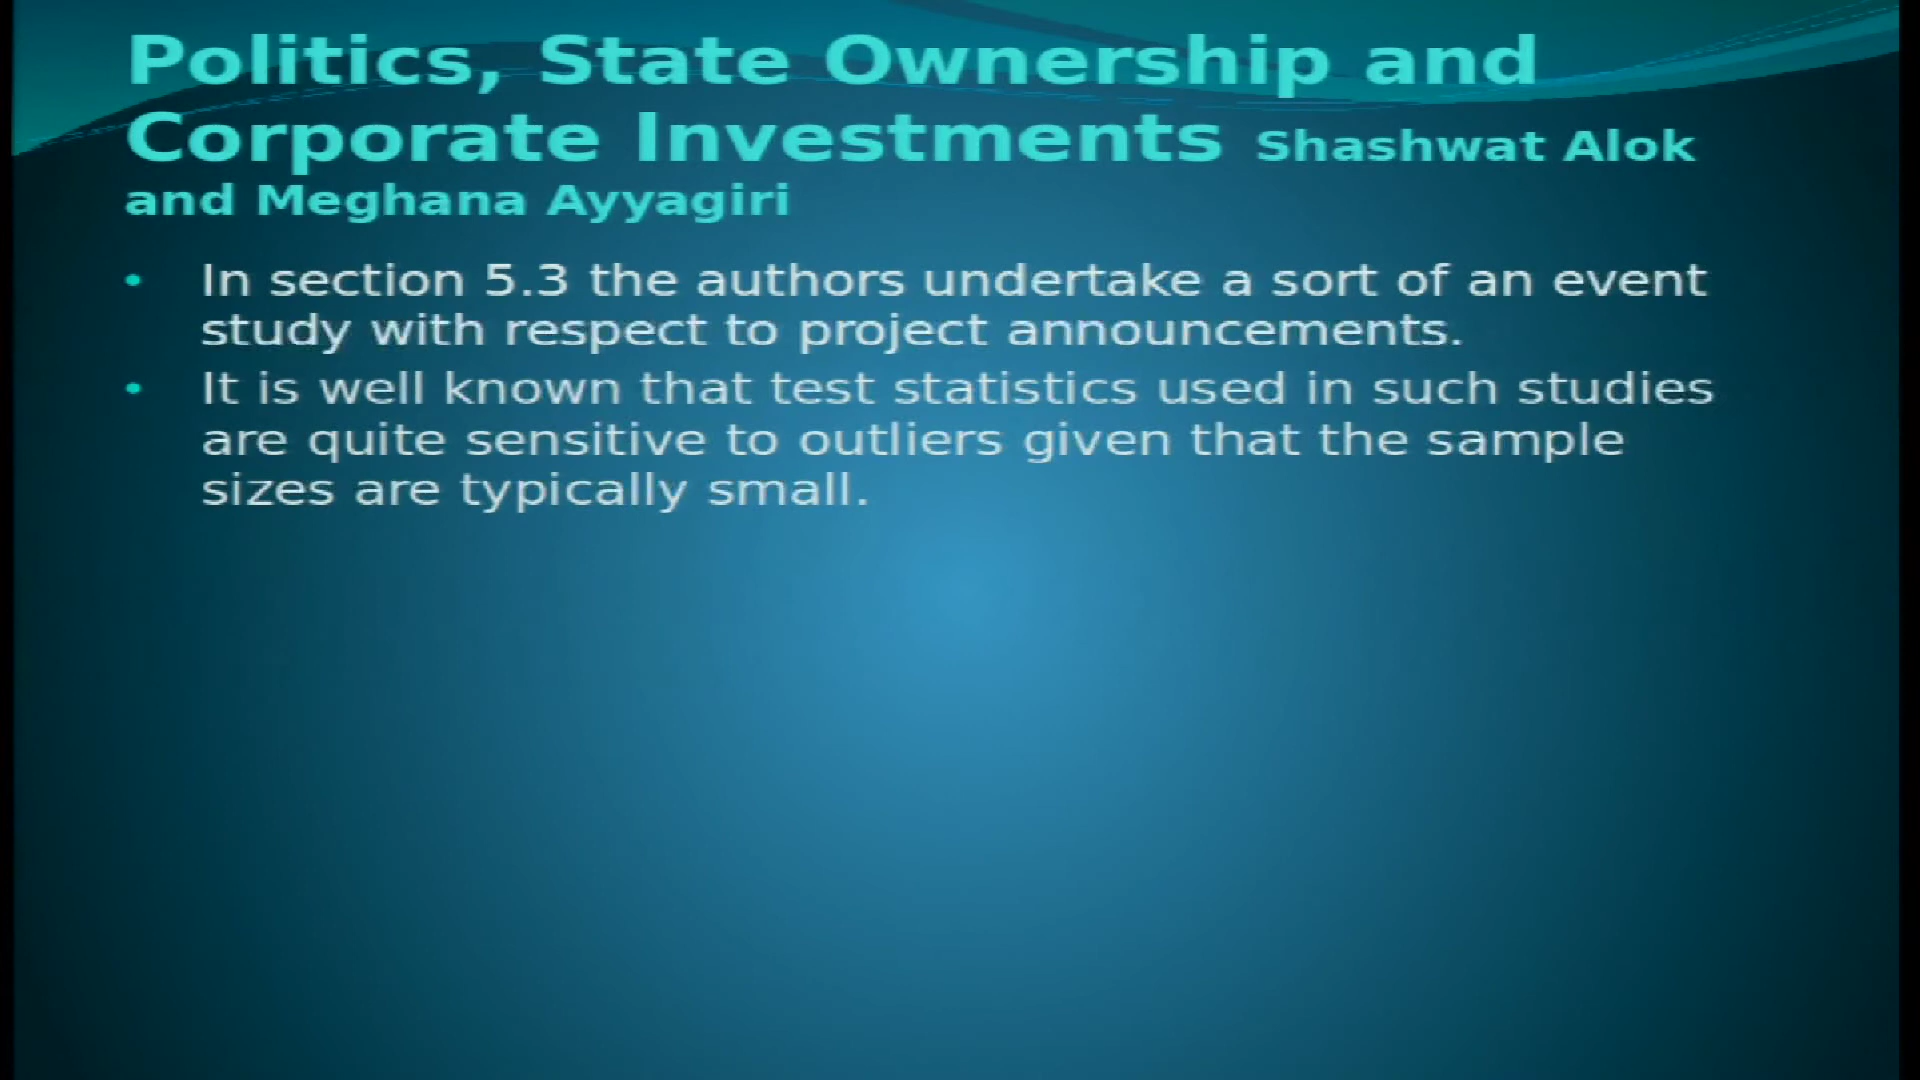 Politics, State Ownership and
Corporate Investments Shashwat Alok
and Meghana Ayyagiri
• In section 5.3 the authors undertake a sort of an event
study with respect to project announcements.
• It is well known that test statistics used in such studies
are quite sensitive to outliers given that the sample
sizes are typically small.